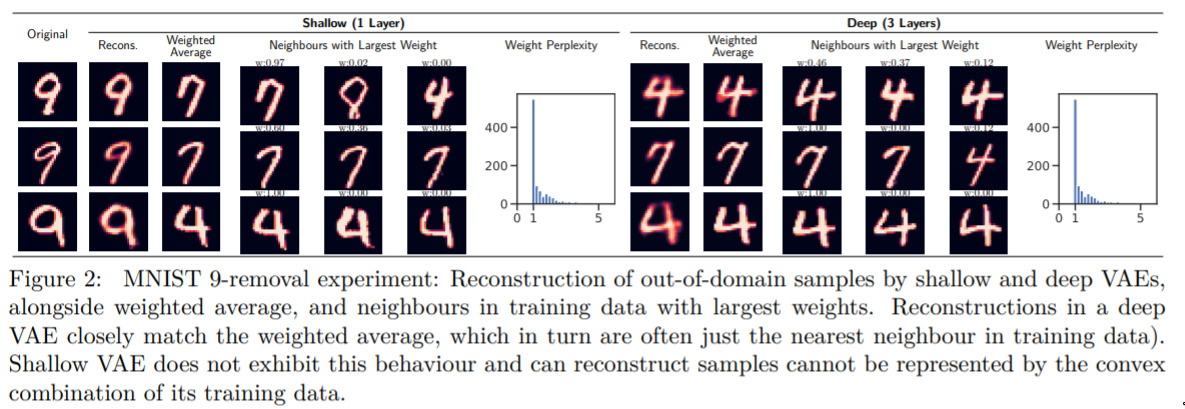 Shallow (1 Layer) Deep (3 Layers)
Original Recons. Weighted Average Neighbours with Largest Weight Weight Perplexity Recons. Weighted Average Neighbours with Largest Weight Weight Perplexity
w:0.97 w:0.02 w:0.00 w:0.46 w:0.37 w:0.12
w:0.60 w:0.36 w:0.03 w:1.00 w:0.00 w:0.12
w:1.00 w:0.00 w:0.00 w:1.00 w:0.00 w:0.00
400 400
200 200
0 0
0 1 5 0 1 5
Figure 2: MNIST 9-removal experiment: Reconstruction of out-of-domain samples by shallow and deep VAEs,
alongside weighted average, and neighbours in training data with largest weights. Reconstructions in a deep
VAE closely match the weighted average, which in turn are often just the nearest neighbour in training data).
Shallow VAE does not exhibit this behaviour and can reconstruct samples cannot be represented by the convex
combination of its training data.